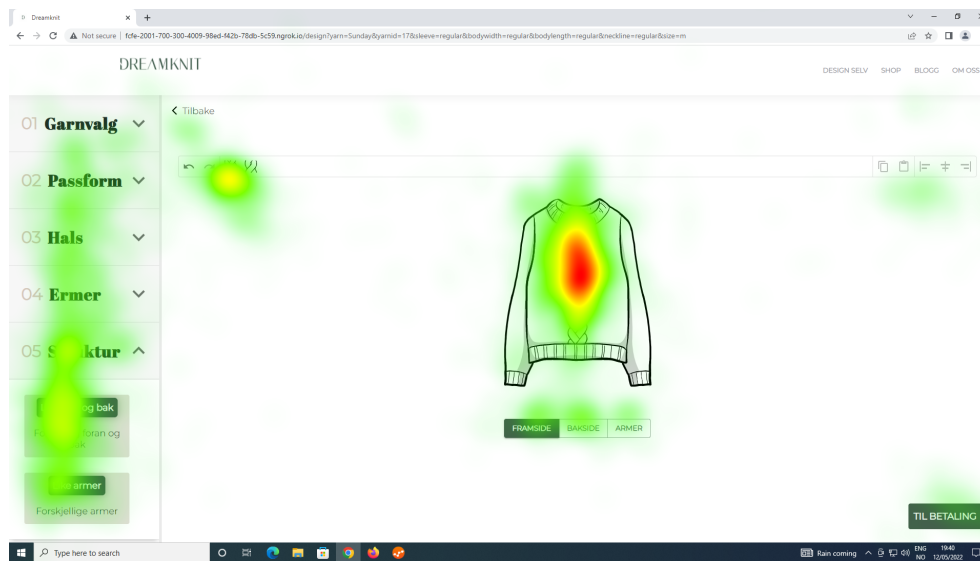 Dreamknit
Not secure | fcfe-2001-700-300-4009-98ed-f42b-78db-5c59.ngrok.io/design?yarn=Sunday&yarnid=17&sleeve=regular&bodywidth=regular&bodylength=regular&neckline=regular&size=m
DREAMKNIT
DESIGN SELV SHOP BLOGG OM OSS
Tilbake
01 Garnvalg
02 Passform
03 Hals
04 Ermer
05 ktur
og bak
foran og
armer
Forskjellige armer
FRAMSIDE BAKSIDE ARMER
TIL BETALING
Type here to search
Rain coming
ENG
NO
19:40
12/05/2022